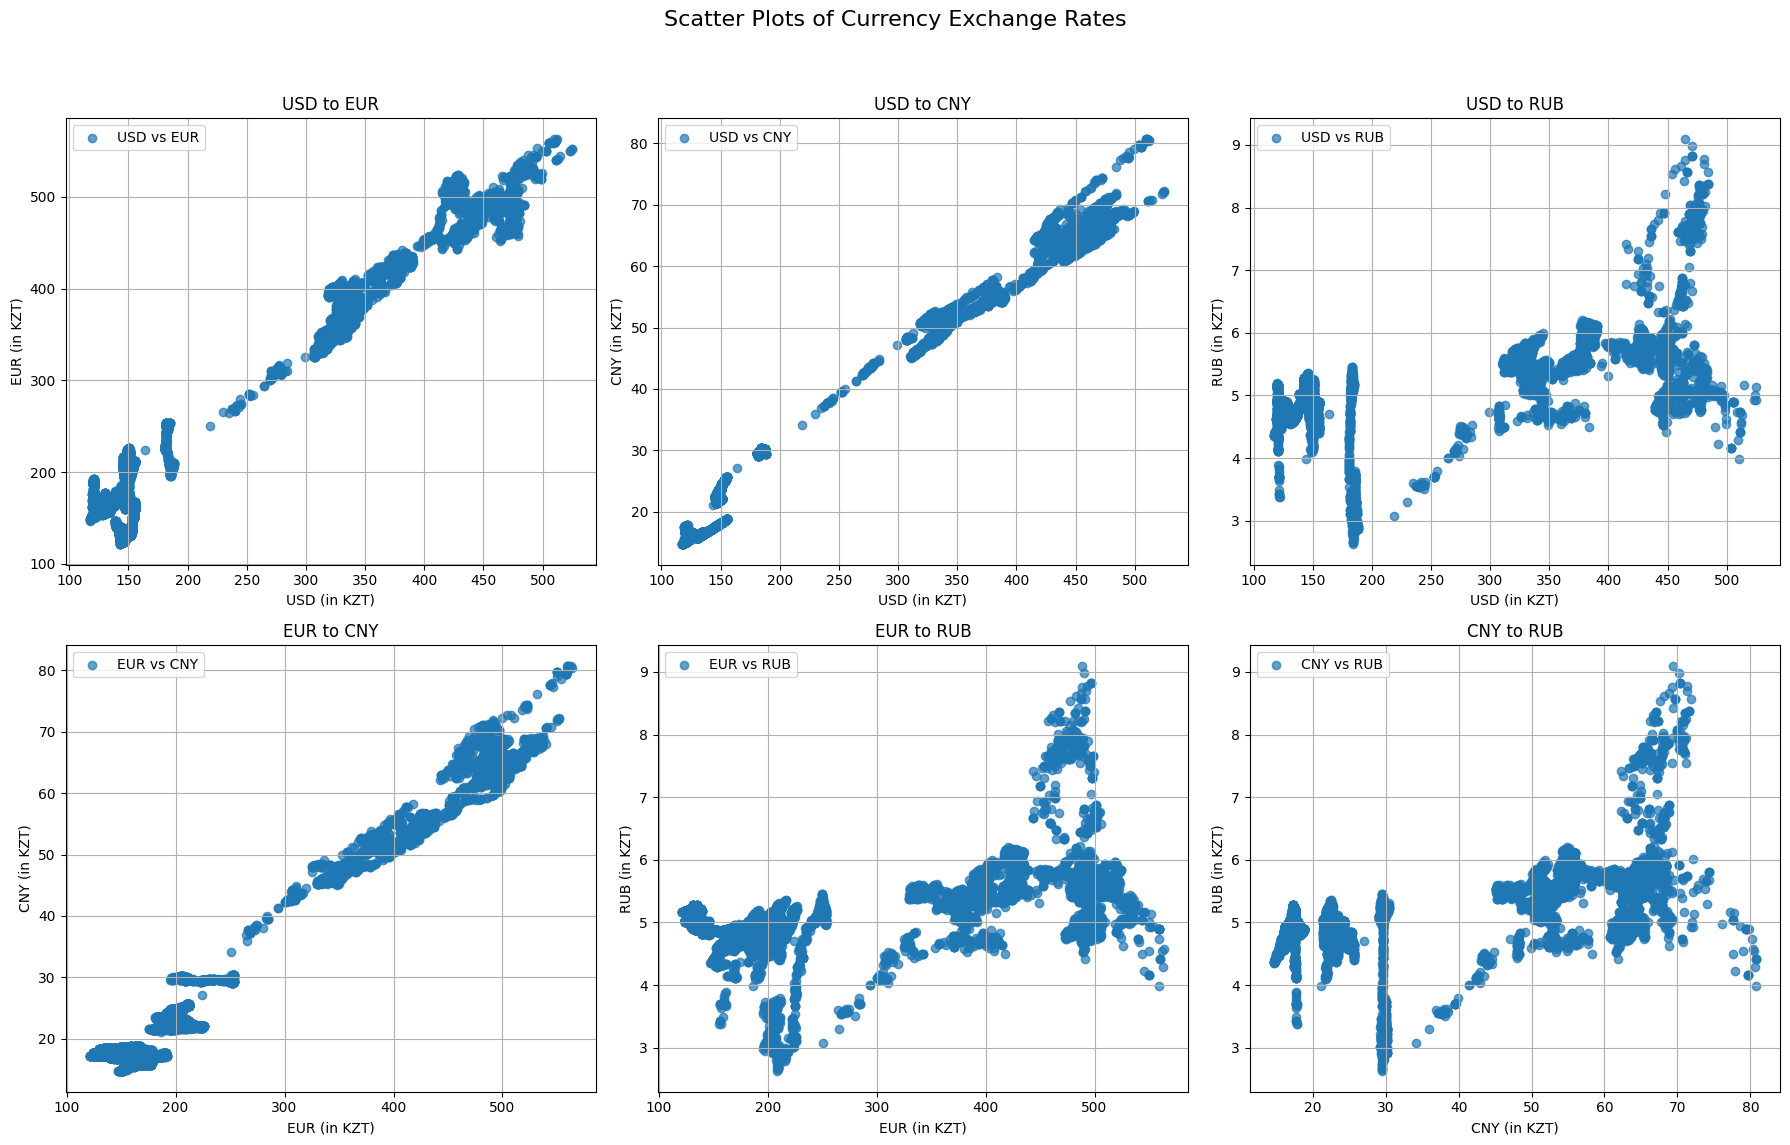 Scatter Plots of Currency Exchange Rates
USD to EUR
USD vs EUR
EUR (in KZT)
500
400
300
200
100
100 150 200 250 300 350 400 450 500
USD (in KZT)
USD to CNY
USD vs CNY
CNY (in KZT)
80
70
60
50
40
30
20
100 150 200 250 300 350 400 450 500
USD (in KZT)
USD to RUB
USD vs RUB
RUB (in KZT)
9
8
7
6
5
4
3
100 150 200 250 300 350 400 450 500
USD (in KZT)
EUR to CNY
EUR vs CNY
CNY (in KZT)
80
70
60
50
40
30
20
100 200 300 400 500
EUR (in KZT)
EUR to RUB
EUR vs RUB
RUB (in KZT)
9
8
7
6
5
4
3
100 200 300 400 500
EUR (in KZT)
CNY to RUB
CNY vs RUB
RUB (in KZT)
9
8
7
6
5
4
3
20 30 40 50 60 70 80
CNY (in KZT)